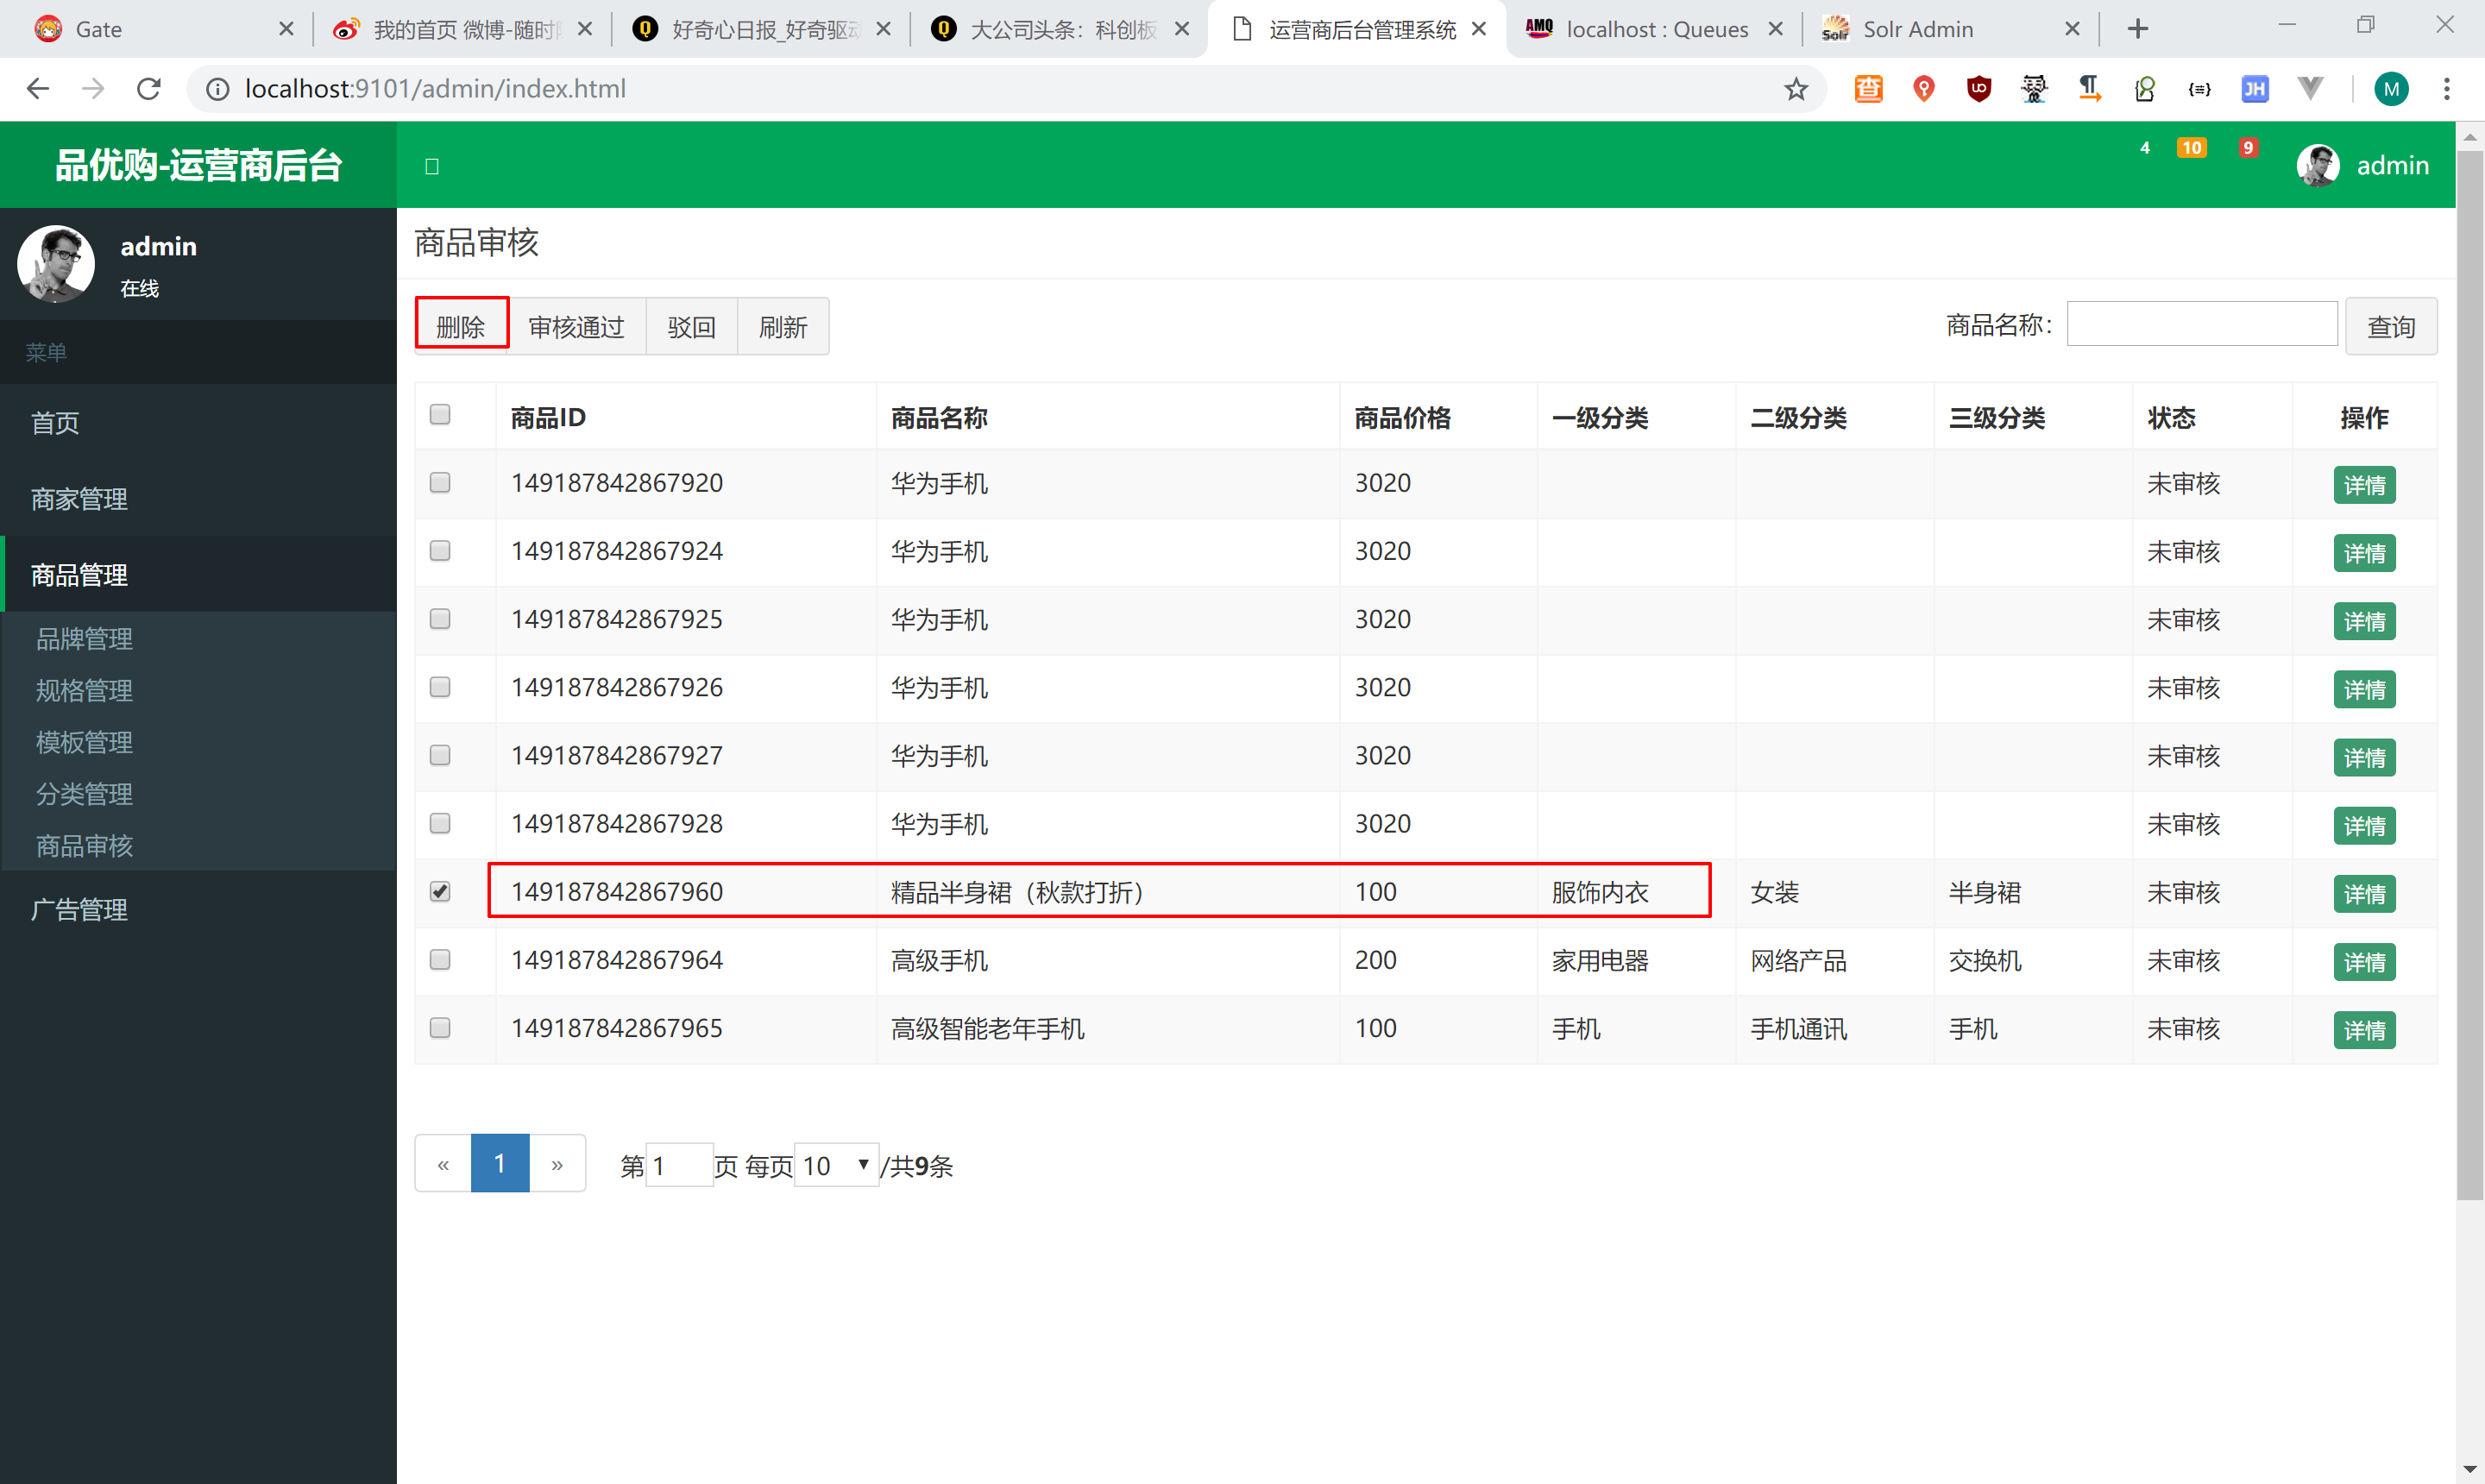 Gate
我的首页 微博-随时
好奇心日报_好奇驱
大公司头条：科创板
运营商后台管理系统
AMQ
localhost : Queues
Solr
Solr Admin
localhost:9101/admin/index.html
JH
M
品优购-运营商后台
4
10
9
admin
admin
在线
菜单
首页
商家管理
商品管理
品牌管理
规格管理
模板管理
分类管理
商品审核
广告管理
商品审核
删除 审核通过 驳回 刷新
商品名称： 查询
商品ID 商品名称 商品价格 一级分类 二级分类 三级分类 状态 操作
149187842867920 华为手机 3020 未审核 详情
149187842867924 华为手机 3020 未审核 详情
149187842867925 华为手机 3020 未审核 详情
149187842867926 华为手机 3020 未审核 详情
149187842867927 华为手机 3020 未审核 详情
149187842867928 华为手机 3020 未审核 详情
149187842867960 精品半身裙（秋款打折） 100 服饰内衣 女装 半身裙 未审核 详情
149187842867964 高级手机 200 家用电器 网络产品 交换机 未审核 详情
149187842867965 高级智能老年手机 100 手机 手机通讯 手机 未审核 详情
« 1 » 第1页 每页10/共9条